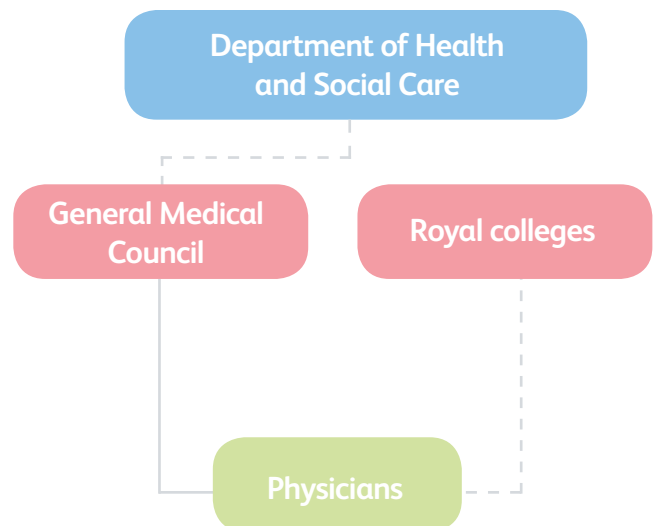 Department of Health
and Social Care
General Medical
Council
Royal colleges
Physicians